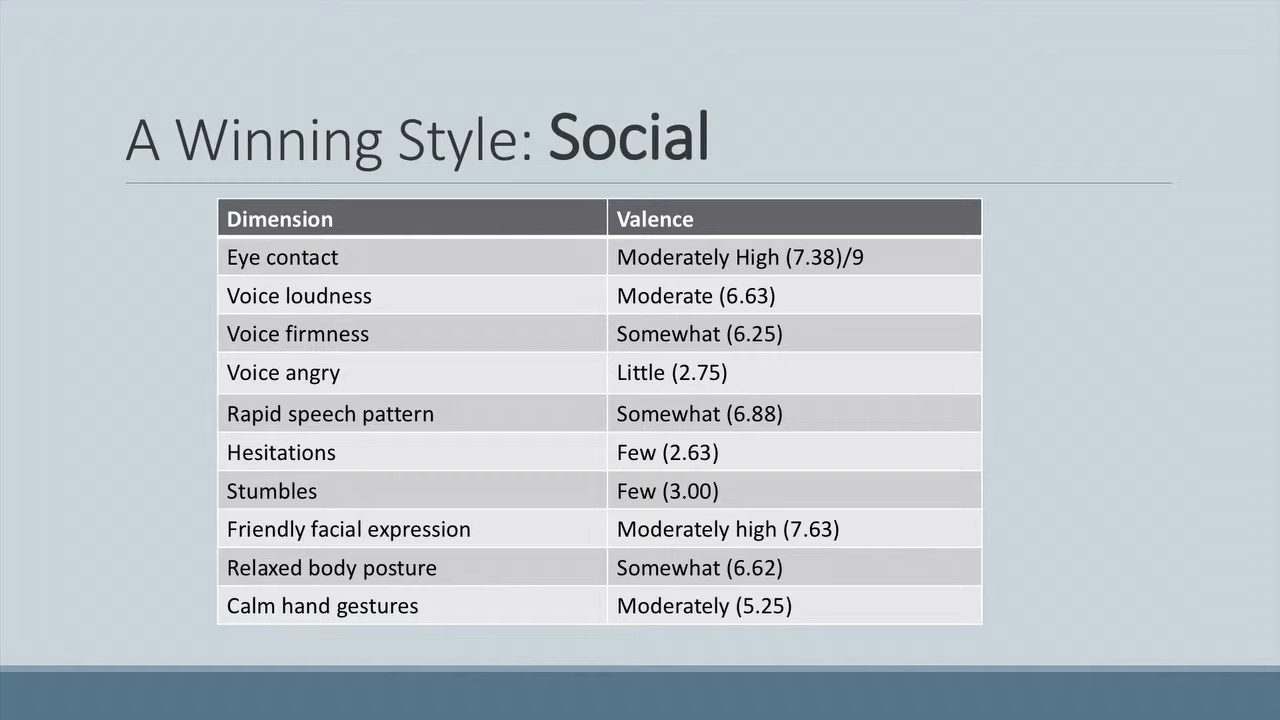 A Winning Style: Social
Dimension Valence
Eye contact Moderately High (7.38)/9
Voice loudness Moderate (6.63)
Voice firmness Somewhat (6.25)
Voice angry Little (2.75)
Rapid speech pattern Somewhat (6.88)
Hesitations Few (2.63)
Stumbles Few (3.00)
Friendly facial expression Moderately high (7.63)
Relaxed body posture Somewhat (6.62)
Calm hand gestures Moderately (5.25)